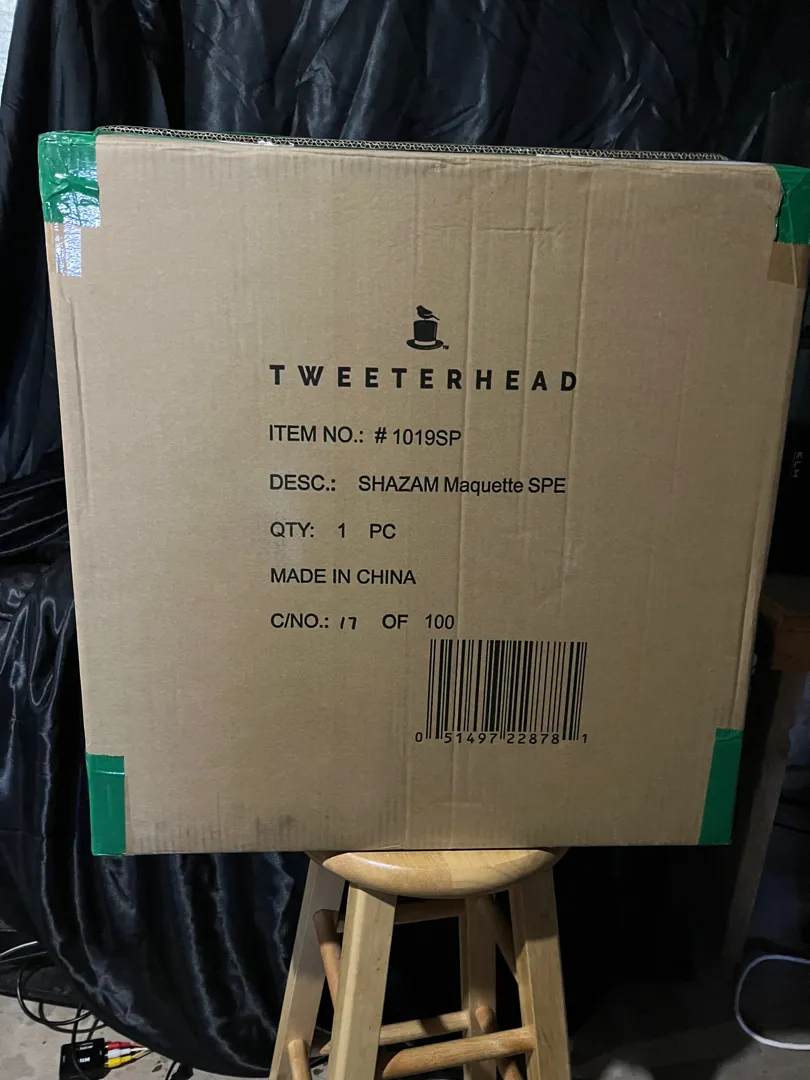 TWEETERHEAD
ITEM NO.: # 1019SP
DESC.: SHAZAM Maquette SPE
QTY: 1 PC
MADE IN CHINA
C/NO.: 17 OF 100
0 51497 22878 1
KLH